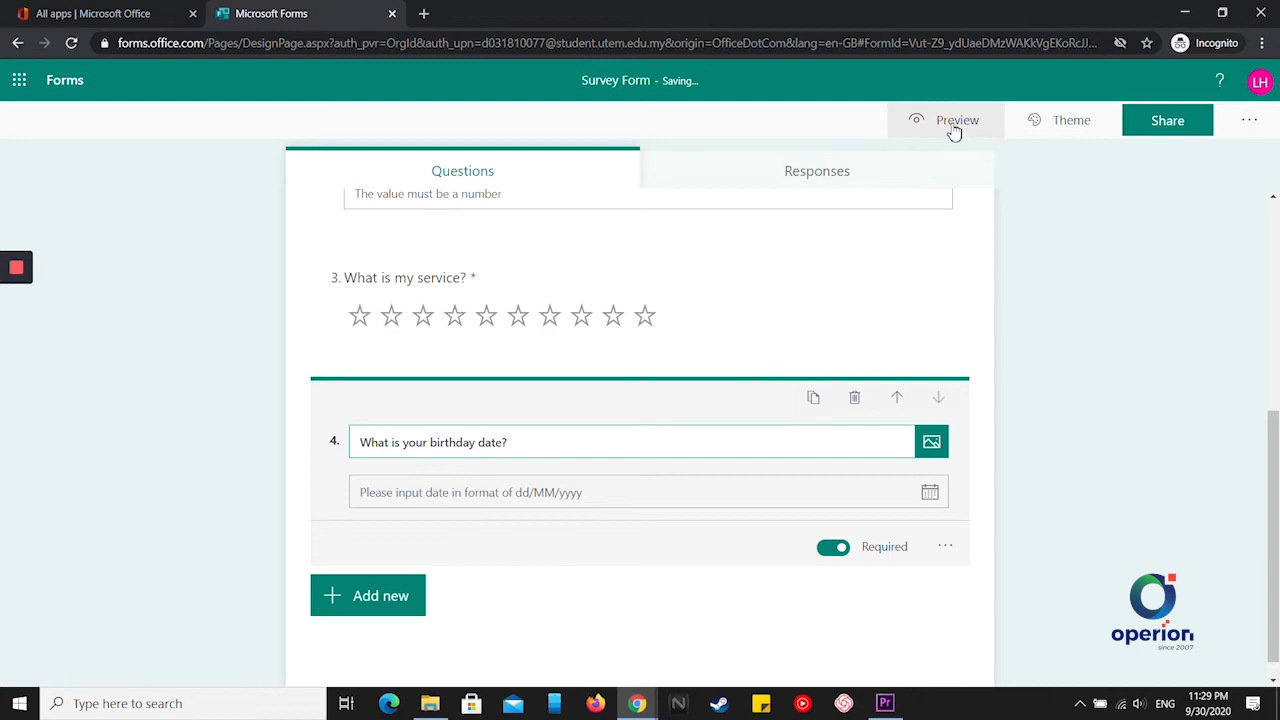 All apps | Microsoft Office
Microsoft Forms
forms.office.com/Pages/DesignPage.aspx?auth_pvr=OrgId&auth_upn=d031810077@student.utem.edu.my&origin=OfficeDotCom&lang=en-GB#FormId=Vut-Z9_ydUaeDMzWAKkVgEKoRcJJ...
Incognito
Forms
Survey Form - Saving...
?
LH
Preview
Theme
Share
Questions
Responses
The value must be a number
3. What is my service? *
4. What is your birthday date?
Please input date in format of dd/MM/yyyy
Required
Add new
operion
since 2007
Type here to search
N
Pr
ENG
11:29 PM
9/30/2020